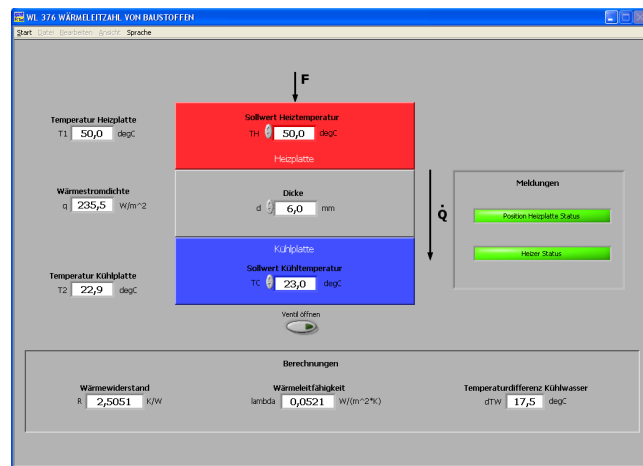 WL 376 WÄRMELEITZAHL VON BAUSTOFFEN
Start Datei Bearbeiten Ansicht Sprache
F
Temperatur Heizplatte
T1 50,0 degC
Sollwert Heiztemperatur
TH 50,0 degC
Heizplatte
Wärmestromdichte
q 235,5 W/m^2
Dicke
d 6,0 mm
Q̇
Meldungen
Position Heizplatte Status
Heizer Status
Kühlplatte
Temperatur Kühlplatte
T2 22,9 degC
Sollwert Kühltemperatur
TC 23,0 degC
Ventil öffnen
Berechnungen
Wärmewiderstand
R 2,5051 K/W
Wärmeleitfähigkeit
lambda 0,0521 W/(m^2*K)
Temperaturdifferenz Kühlwasser
dTW 17,5 degC